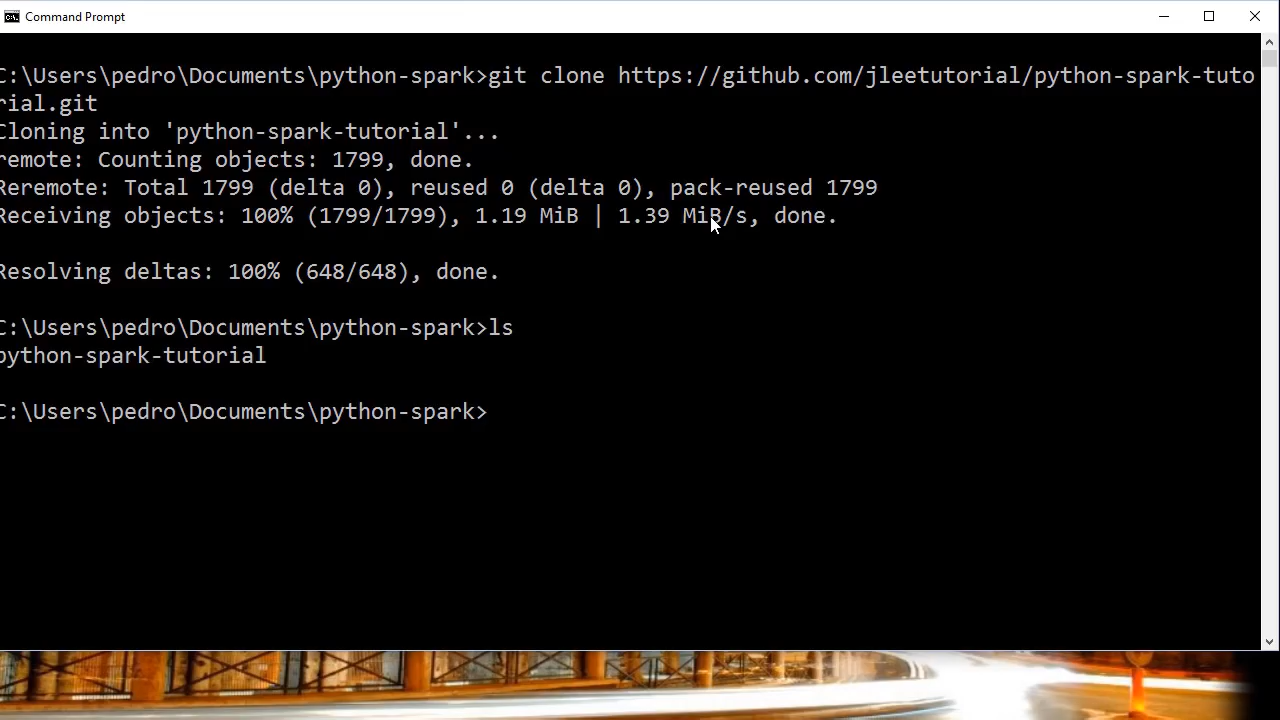 Command Prompt
C:\Users\pedro\Documents\python-spark>git clone https://github.com/jleetutorial/python-spark-tuto
rial.git
Cloning into 'python-spark-tutorial'...
remote: Counting objects: 1799, done.
Reremote: Total 1799 (delta 0), reused 0 (delta 0), pack-reused 1799
Receiving objects: 100% (1799/1799), 1.19 MiB | 1.39 MiB/s, done.
Resolving deltas: 100% (648/648), done.
C:\Users\pedro\Documents\python-spark>ls
python-spark-tutorial
C:\Users\pedro\Documents\python-spark>